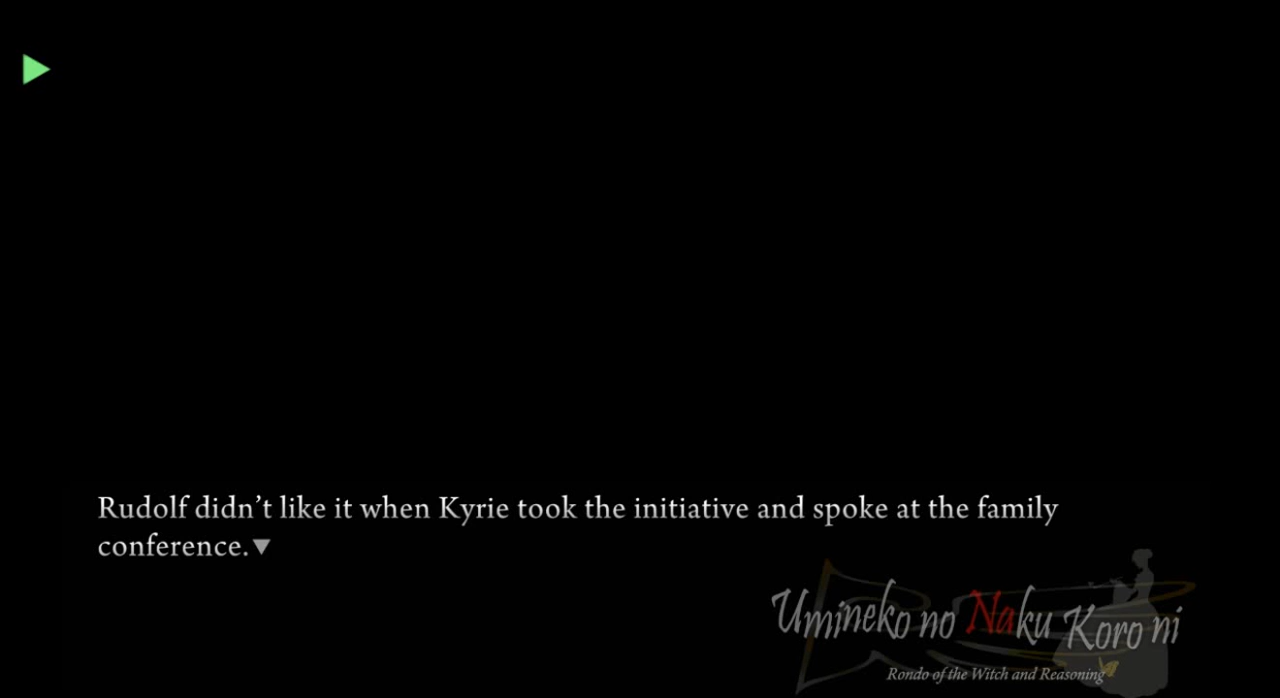 Rudolf didn’t like it when Kyrie took the initiative and spoke at the family
conference.
Umineko no Naku Koro ni
Rondo of the Witch and Reasoning